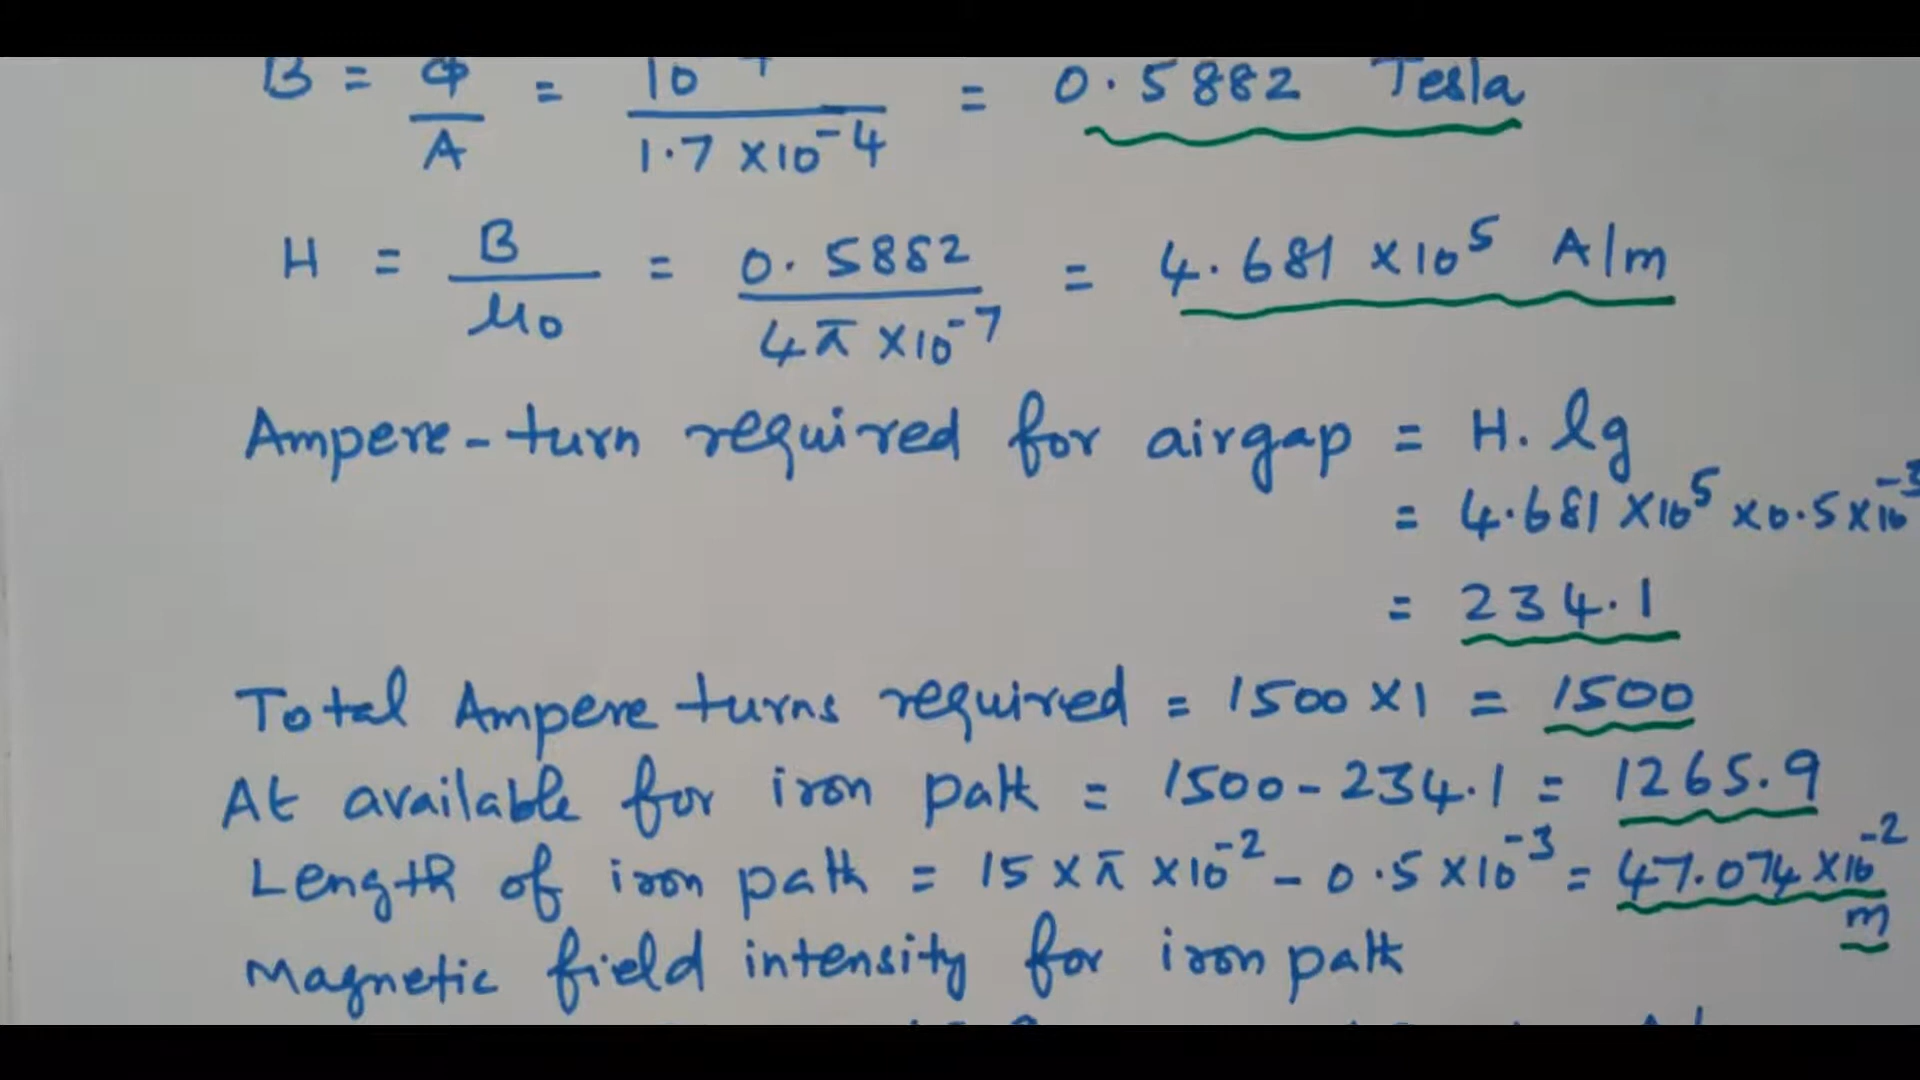 B = Φ/A = 10/1.7 ×10⁻⁴ = 0.5882 Tesla
H = B/μ₀ = 0.5882/4π ×10⁻⁷ = 4.681 ×10⁵ A/m
Ampere-turn required for airgap = H. lg
= 4.681 ×10⁵ ×0.5×10⁻³
= 234.1
Total Ampere turns required = 1500 ×1 = 1500
At available for iron path = 1500 - 234.1 = 1265.9
Length of iron path = 15 × π ×10⁻² - 0.5 ×10⁻³ = 47.074 ×10⁻²
m
Magnetic field intensity for iron path